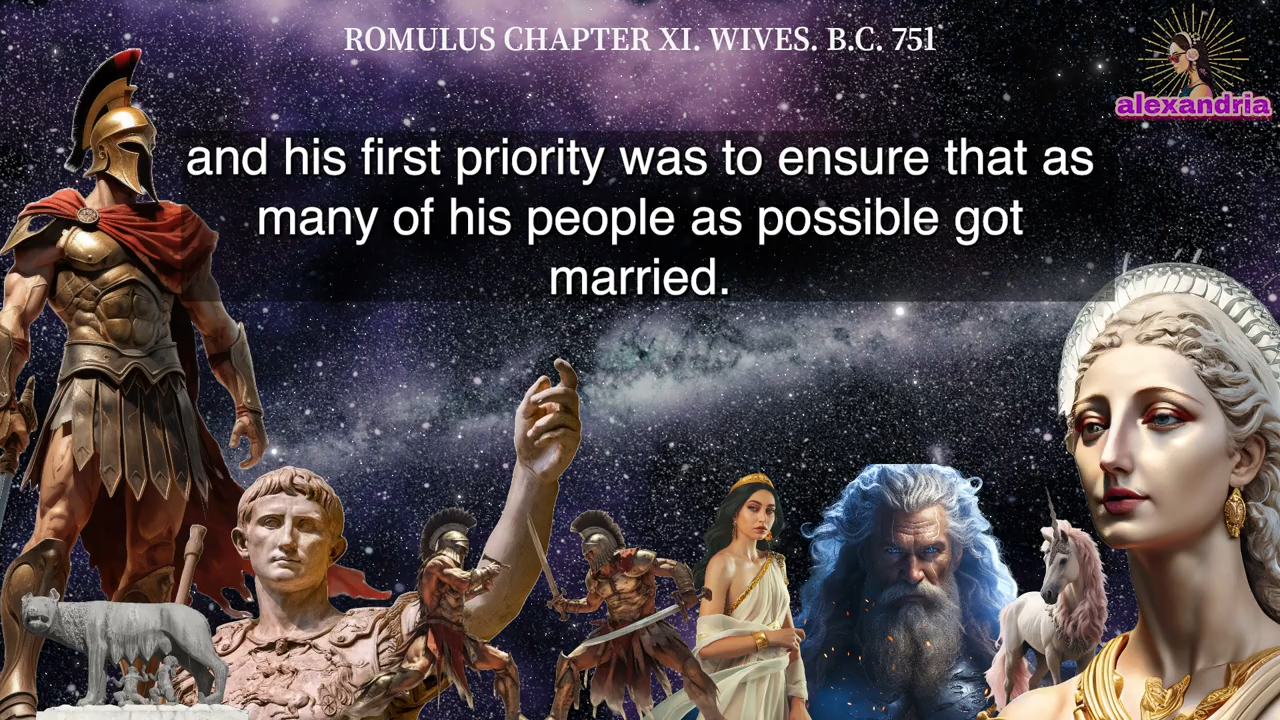 ROMULUS CHAPTER XI. WIVES. B.C. 751
alexandria
and his first priority was to ensure that as
many of his people as possible got
married.